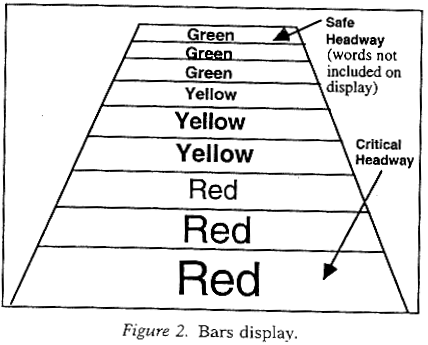 Green
Green
Green
Yellow
Yellow
Yellow
Red
Red
Red
Safe
Headway
(words not
included on
display)
Critical
Headway
Figure 2. Bars display.